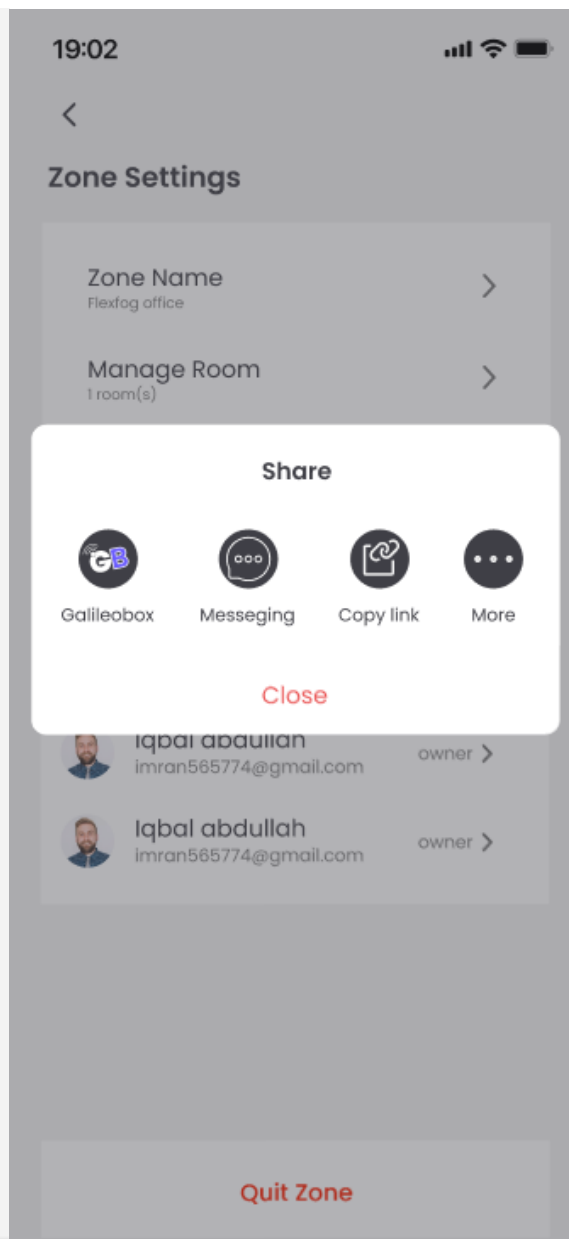 19:02
Zone Settings
Zone Name
Flexfog office
Manage Room
1 room(s)
Share
GB
Galileobox
Messeging
Copy link
More
Close
Iqbal abdullah
imran565774@gmail.com
owner
Iqbal abdullah
imran565774@gmail.com
owner
Quit Zone